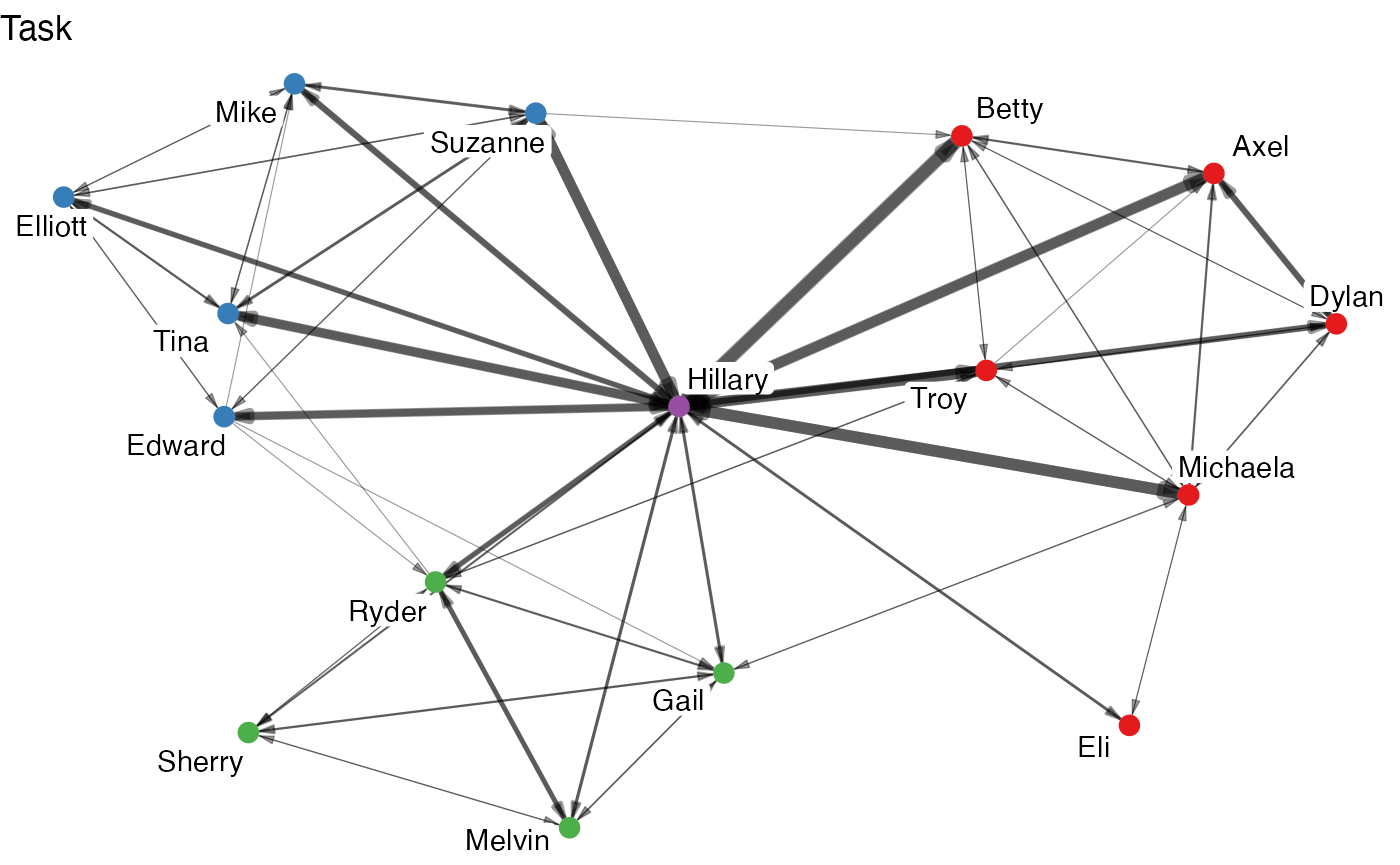 Task
Mike
Suzanne
Betty
Axel
Elliott
Dylan
Tina
Hillary
Troy
Edward
Michaela
Ryder
Gail
Eli
Sherry
Melvin